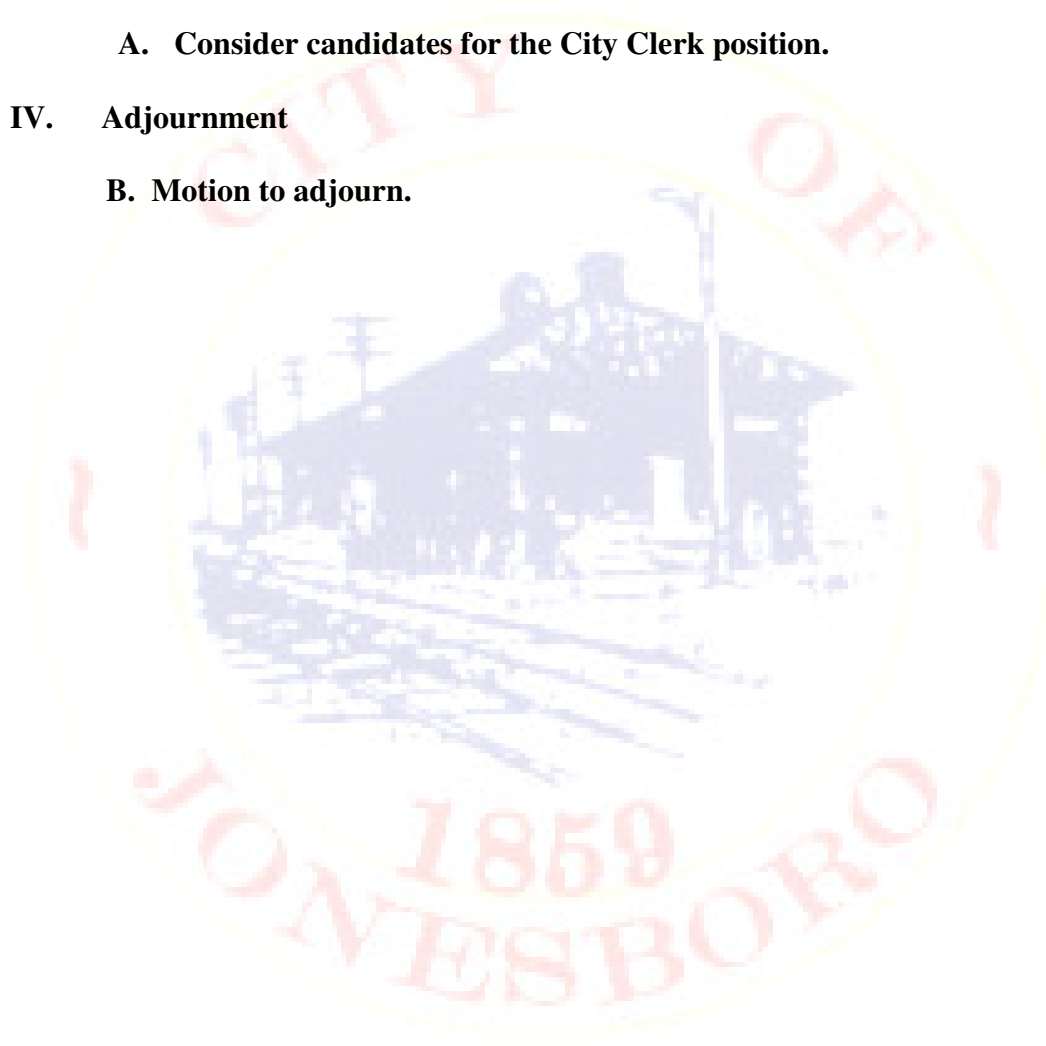 A. Consider candidates for the City Clerk position.
IV. Adjournment
B. Motion to adjourn.
CITY OF
~ ~
1859
JONESBORO